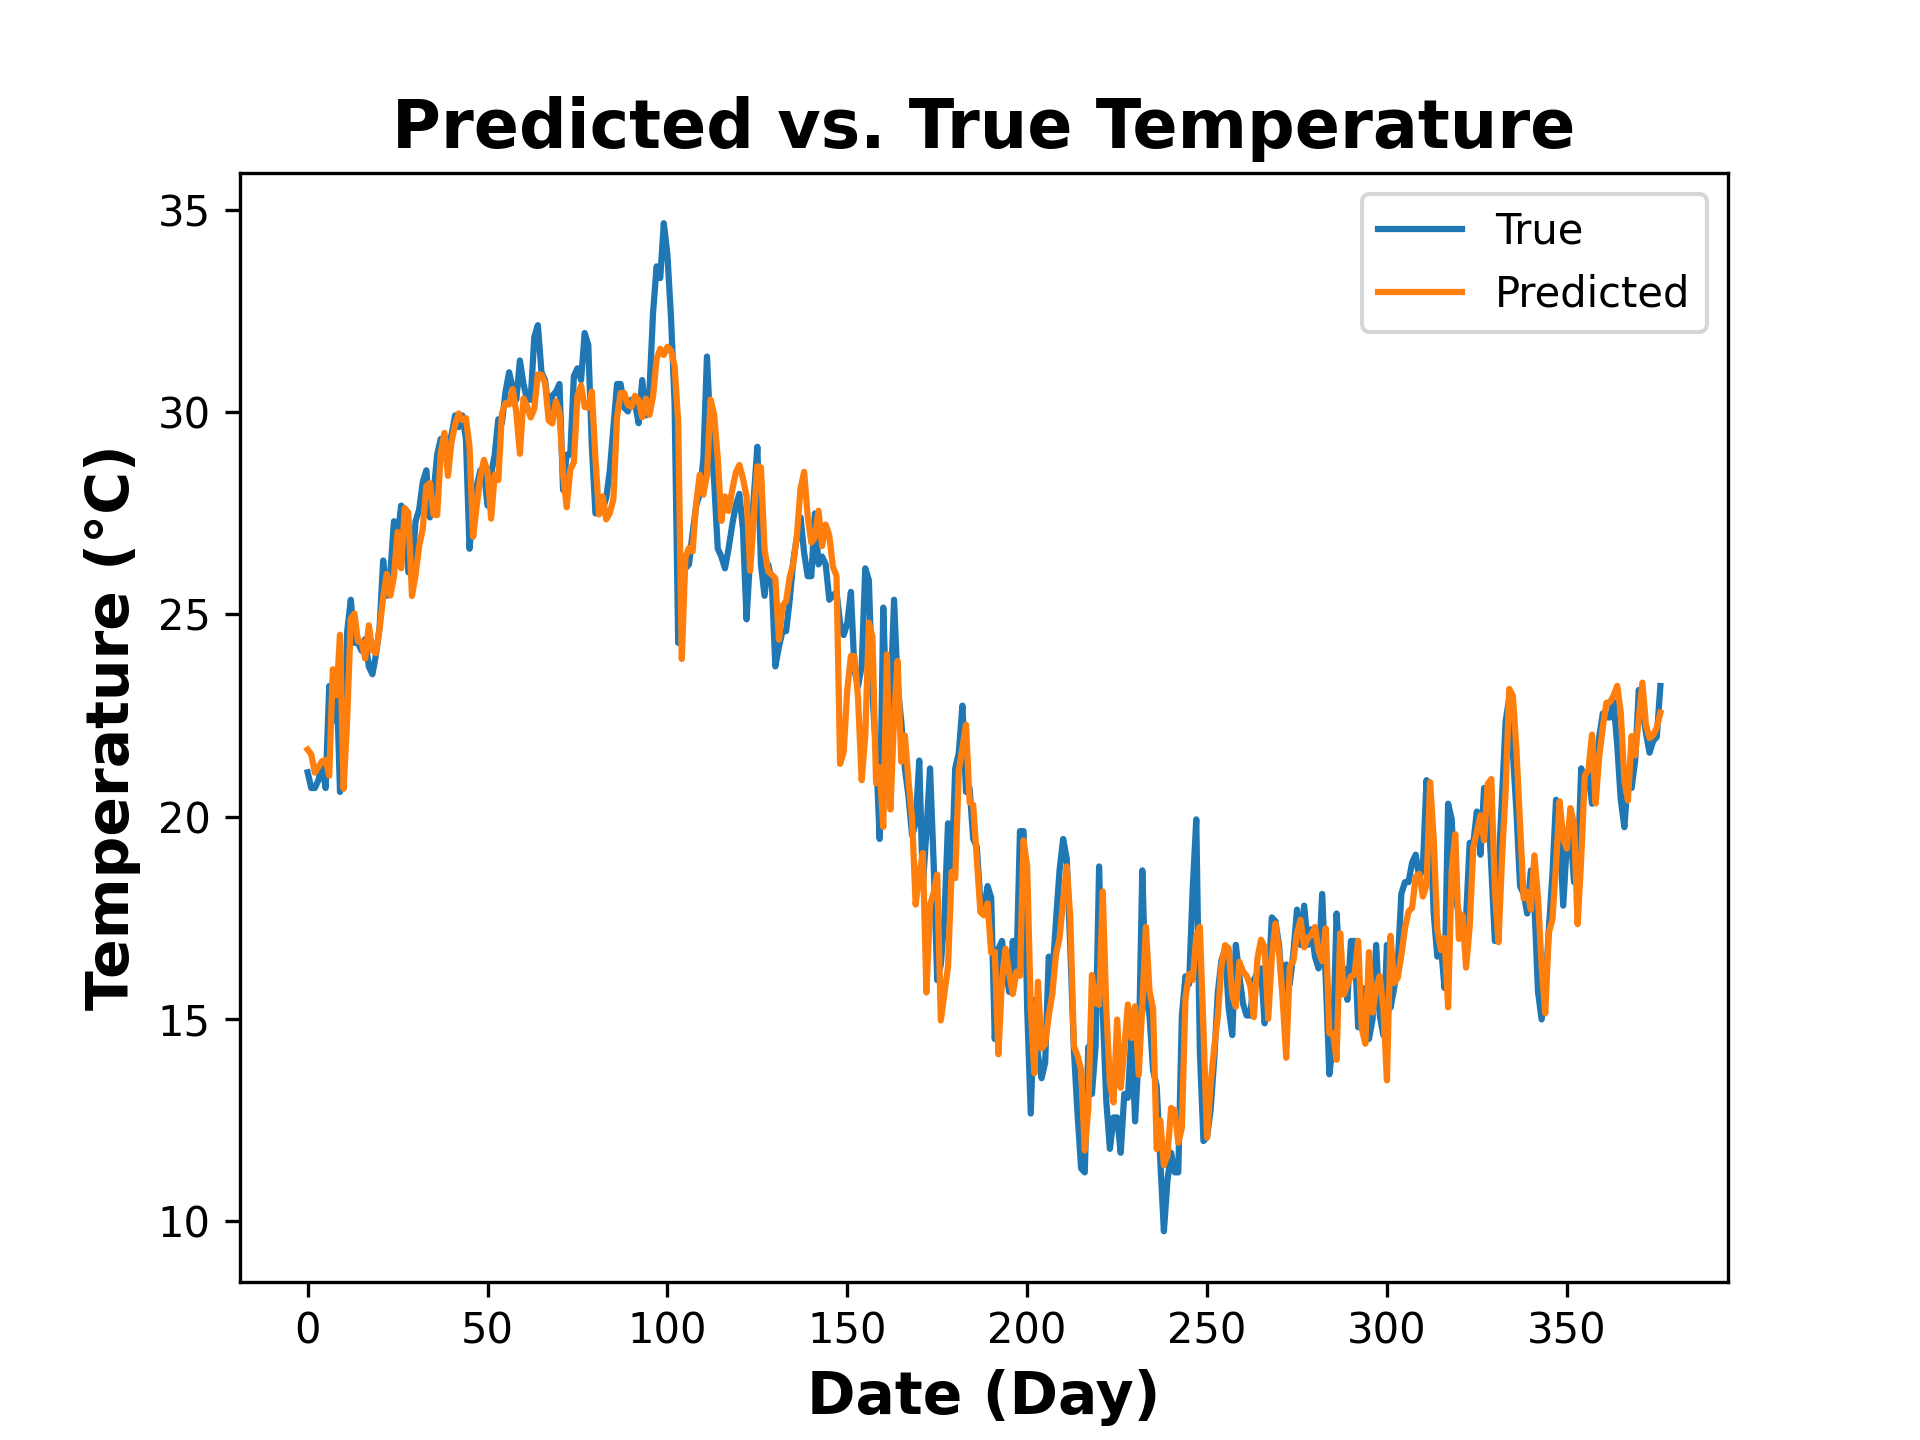 Predicted vs. True Temperature
True
Predicted
Temperature (°C)
35
30
25
20
15
10
0 50 100 150 200 250 300 350
Date (Day)